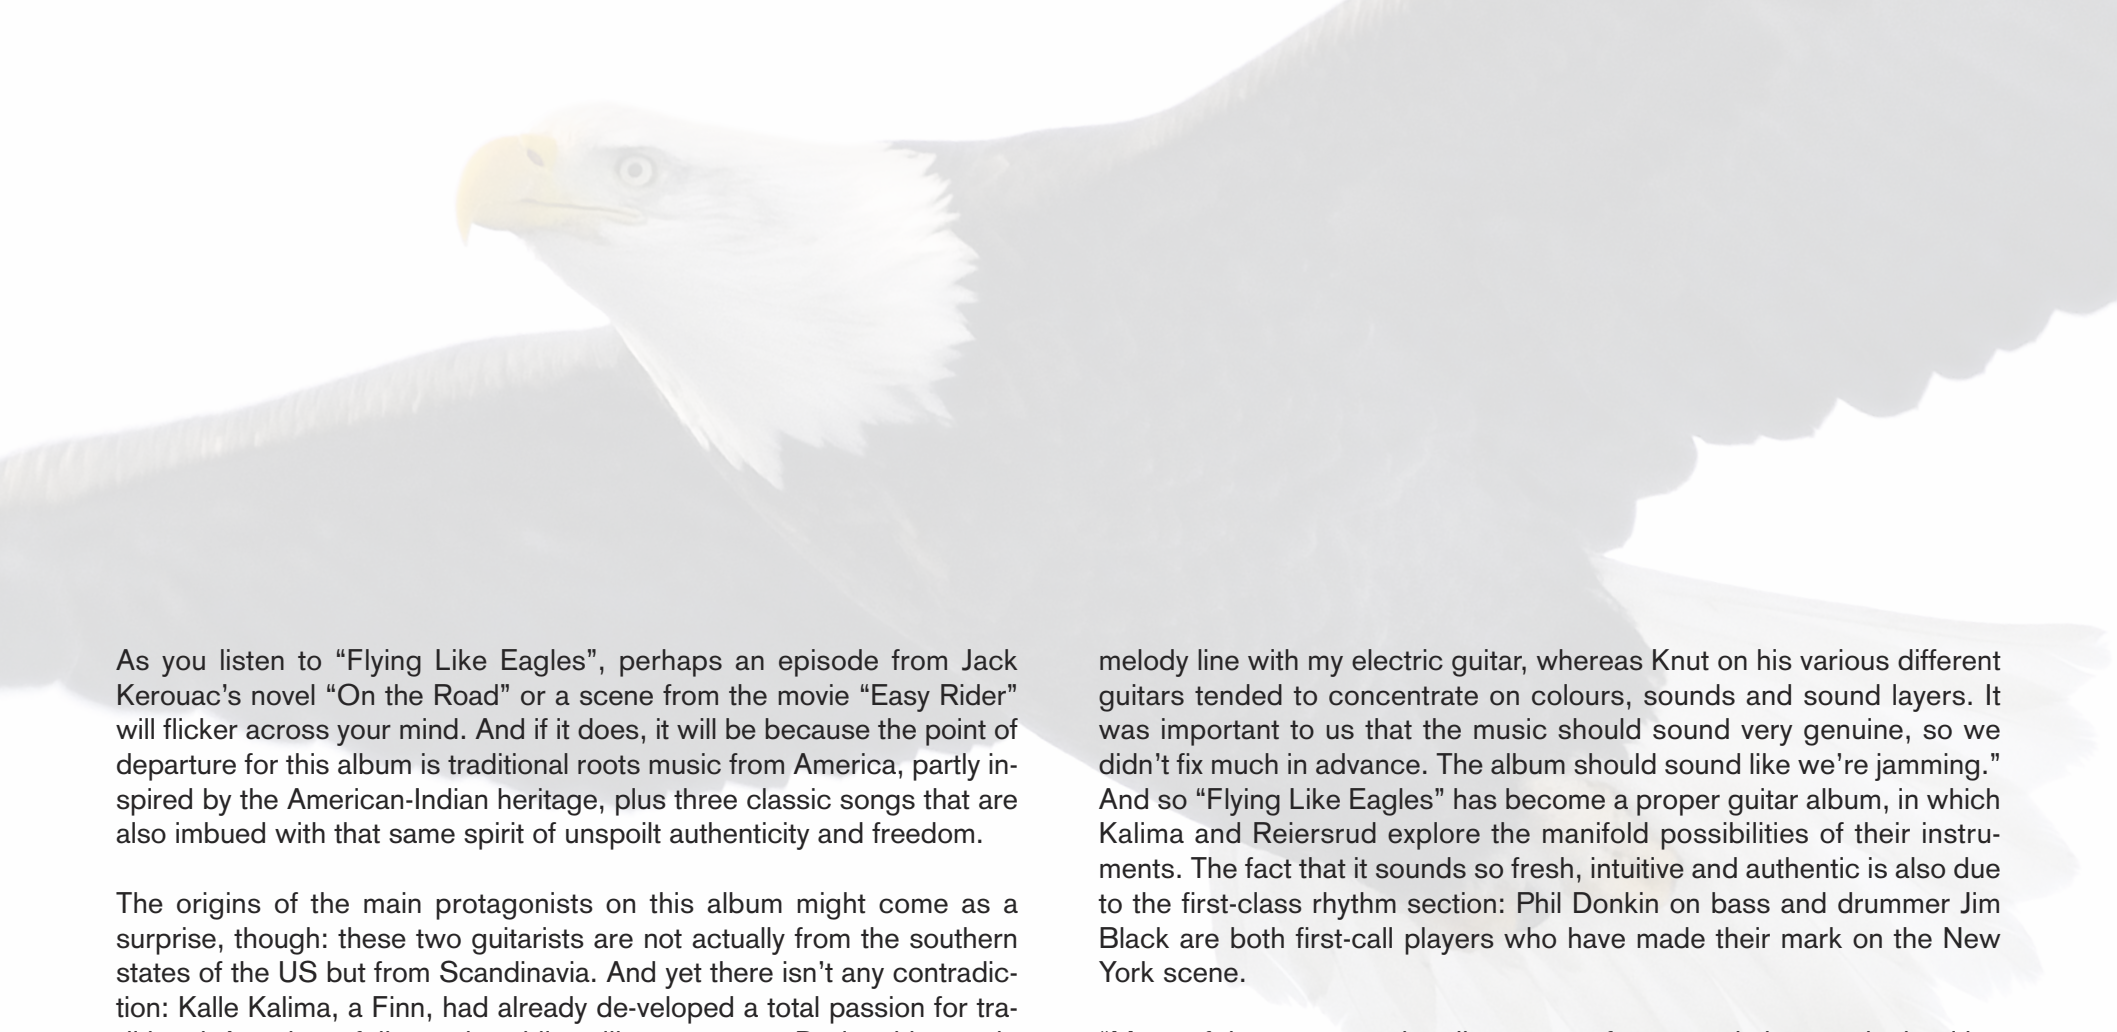 As you listen to “Flying Like Eagles”, perhaps an episode from Jack
Kerouac’s novel “On the Road” or a scene from the movie “Easy Rider”
will flicker across your mind. And if it does, it will be because the point of
departure for this album is traditional roots music from America, partly in-
spired by the American-Indian heritage, plus three classic songs that are
also imbued with that same spirit of unspoilt authenticity and freedom.
The origins of the main protagonists on this album might come as a
surprise, though: these two guitarists are not actually from the southern
states of the US but from Scandinavia. And yet there isn’t any contradic-
tion: Kalle Kalima, a Finn, had already de-veloped a total passion for tra-
melody line with my electric guitar, whereas Knut on his various different
guitars tended to concentrate on colours, sounds and sound layers. It
was important to us that the music should sound very genuine, so we
didn’t fix much in advance. The album should sound like we’re jamming.”
And so “Flying Like Eagles” has become a proper guitar album, in which
Kalima and Reiersrud explore the manifold possibilities of their instru-
ments. The fact that it sounds so fresh, intuitive and authentic is also due
to the first-class rhythm section: Phil Donkin on bass and drummer Jim
Black are both first-call players who have made their mark on the New
York scene.